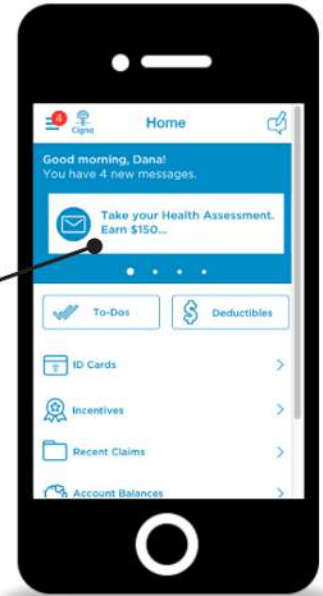 4
Cigna
Home
Good morning, Dana!
You have 4 new messages.
Take your Health Assessment.
Earn $150...
To-Dos
$ Deductibles
ID Cards
Incentives
Recent Claims
Account Balances